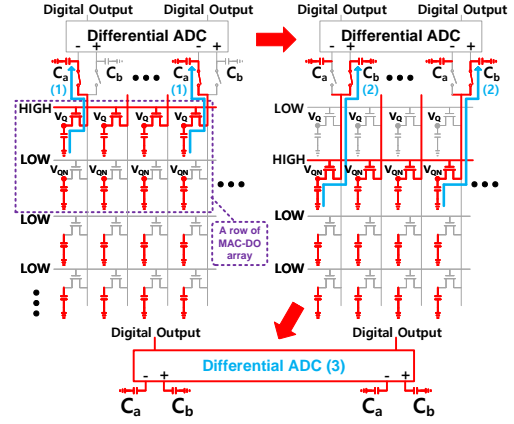 Digital Output Digital Output
Differential ADC
- + - +
Ca Cb Ca Cb
(1) (1)
HIGH
VQ VQ VQ VQ
LOW
VQN VQN VQN VQN
LOW
A row of
MAC-DO
array
LOW
Digital Output Digital Output
Differential ADC
- + - +
Ca Cb Ca Cb
(2) (2)
LOW
VQ VQ VQ VQ
HIGH
VQN VQN VQN VQN
LOW
LOW
Digital Output Digital Output
Differential ADC (3)
- + - +
Ca Cb Ca Cb